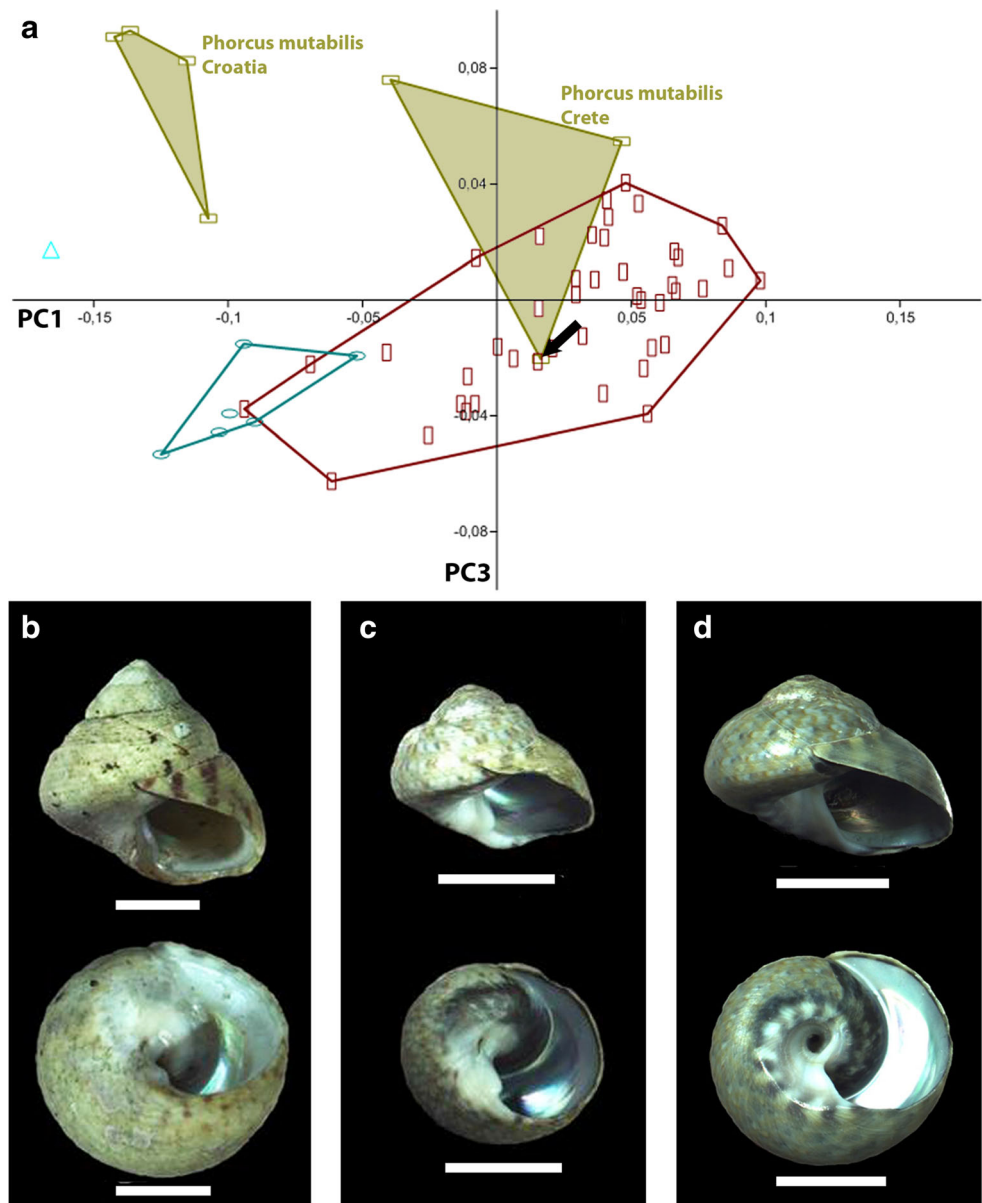 a
Phorcus mutabilis
Croatia
0,08
Phorcus mutabilis
Crete
0,04
PC1 -0,15 -0,1 -0,05 0,05 0,1 0,15
-0,04
-0,08
PC3
b c d